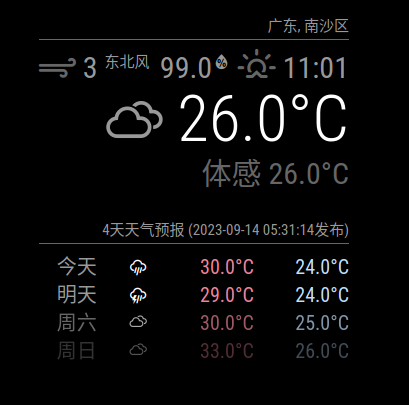 广东, 南沙区
3 东北风 99.0% 11:01
26.0°C
体感 26.0°C
4天天气预报 (2023-09-14 05:31:14发布)
今天 30.0°C 24.0°C
明天 29.0°C 24.0°C
周六 30.0°C 25.0°C
周日 33.0°C 26.0°C